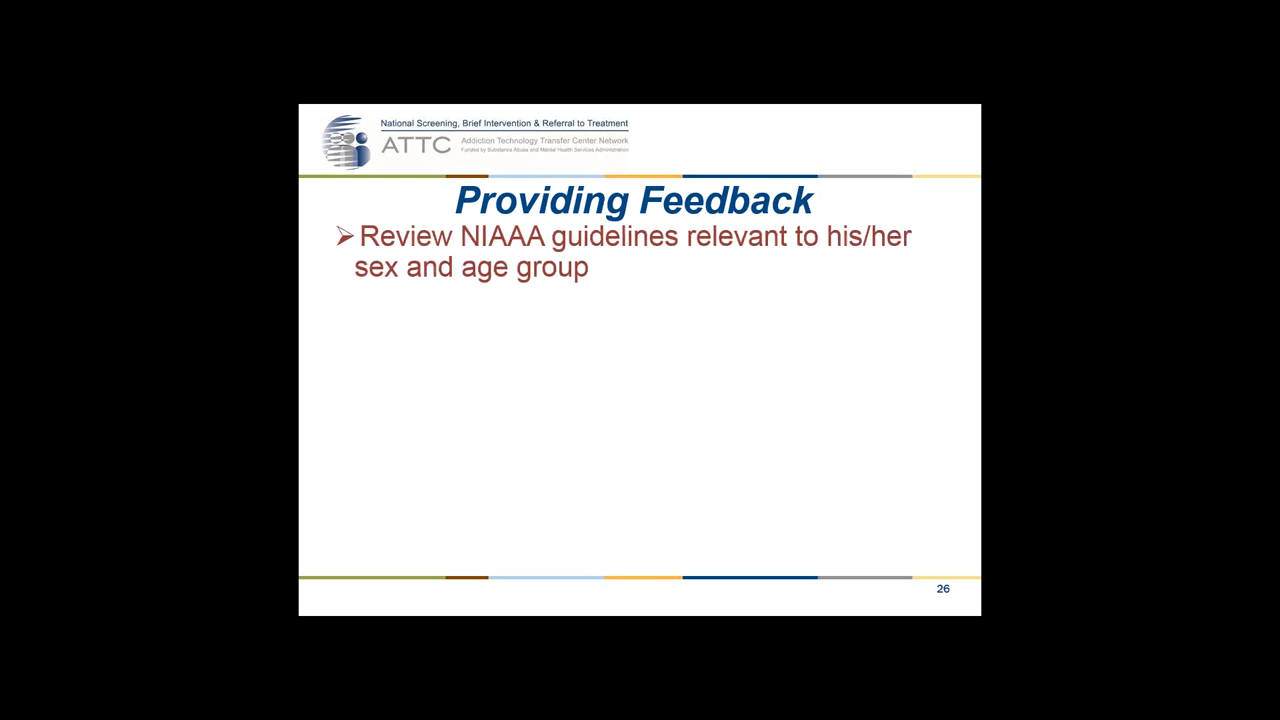 National Screening, Brief Intervention & Referral to Treatment
ATTC Addiction Technology Transfer Center Network
Funded by Substance Abuse and Mental Health Services Administration
Providing Feedback
➢ Review NIAAA guidelines relevant to his/her
sex and age group
26